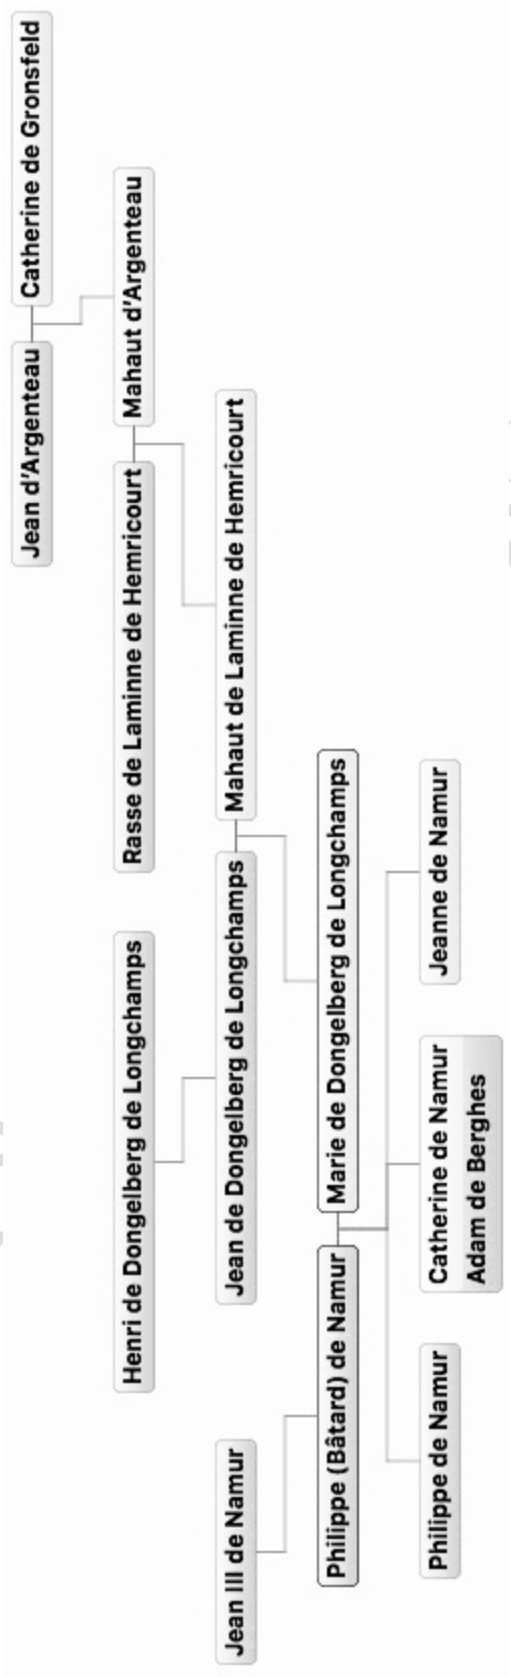 Jean d'Argenteau
Catherine de Gronsfeld
Henri de Dongelberg de Longchamps
Rasse de Laminne de Hemricourt
Mahaut d'Argenteau
Jean III de Namur
Jean de Dongelberg de Longchamps
Mahaut de Laminne de Hemricourt
Philippe (Bâtard) de Namur
Marie de Dongelberg de Longchamps
Philippe de Namur
Catherine de Namur
Adam de Berghes
Jeanne de Namur